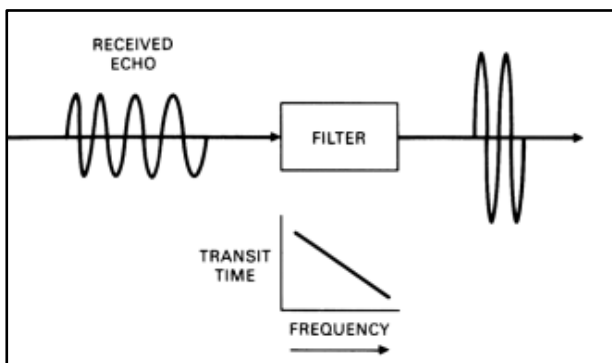 RECEIVED
ECHO
FILTER
TRANSIT
TIME
FREQUENCY